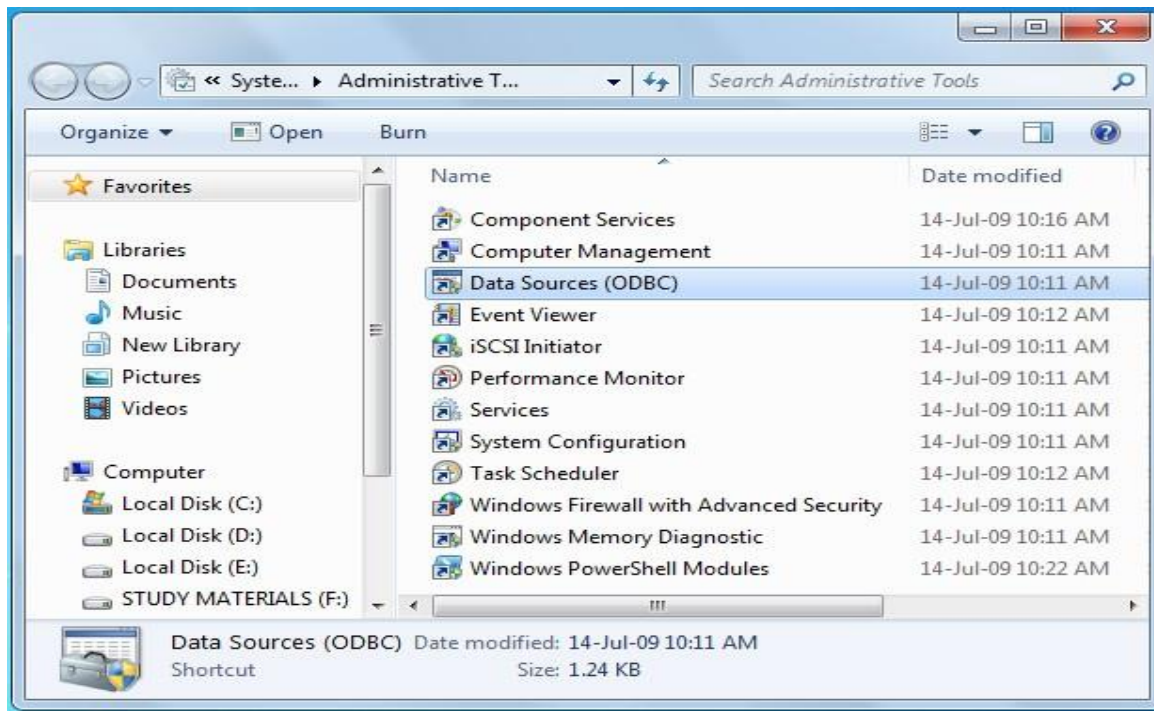 « Syste... Administrative T... Search Administrative Tools
Organize Open Burn
Favorites
Libraries
Documents
Music
New Library
Pictures
Videos
Computer
Local Disk (C:)
Local Disk (D:)
Local Disk (E:)
STUDY MATERIALS (F:)
Name Date modified
Component Services 14-Jul-09 10:16 AM
Computer Management 14-Jul-09 10:11 AM
Data Sources (ODBC) 14-Jul-09 10:11 AM
Event Viewer 14-Jul-09 10:12 AM
iSCSI Initiator 14-Jul-09 10:11 AM
Performance Monitor 14-Jul-09 10:11 AM
Services 14-Jul-09 10:11 AM
System Configuration 14-Jul-09 10:11 AM
Task Scheduler 14-Jul-09 10:12 AM
Windows Firewall with Advanced Security 14-Jul-09 10:11 AM
Windows Memory Diagnostic 14-Jul-09 10:11 AM
Windows PowerShell Modules 14-Jul-09 10:22 AM
Data Sources (ODBC) Date modified: 14-Jul-09 10:11 AM
Shortcut Size: 1.24 KB